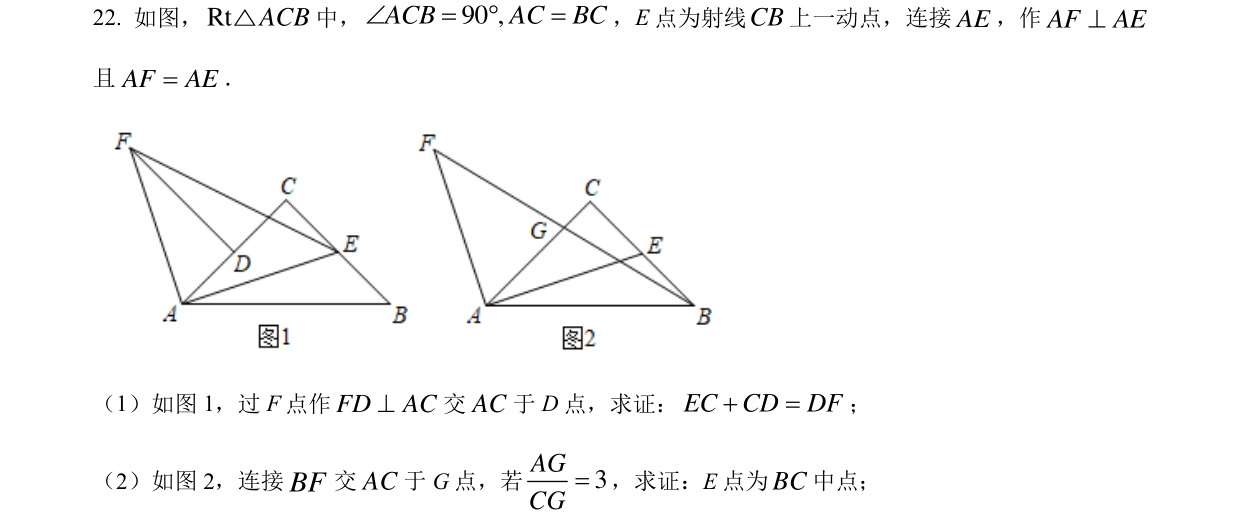 22. 如图，Rt△ACB 中，∠ACB = 90°, AC = BC，E 点为射线 CB 上一动点，连接 AE，作 AF ⊥ AE
且 AF = AE．
F
C
D
E
A
B
图1
F
C
G
E
A
B
图2
（1）如图 1，过 F 点作 FD ⊥ AC 交 AC 于 D 点，求证：EC + CD = DF；
（2）如图 2，连接 BF 交 AC 于 G 点，若 AG/CG = 3，求证：E 点为 BC 中点；